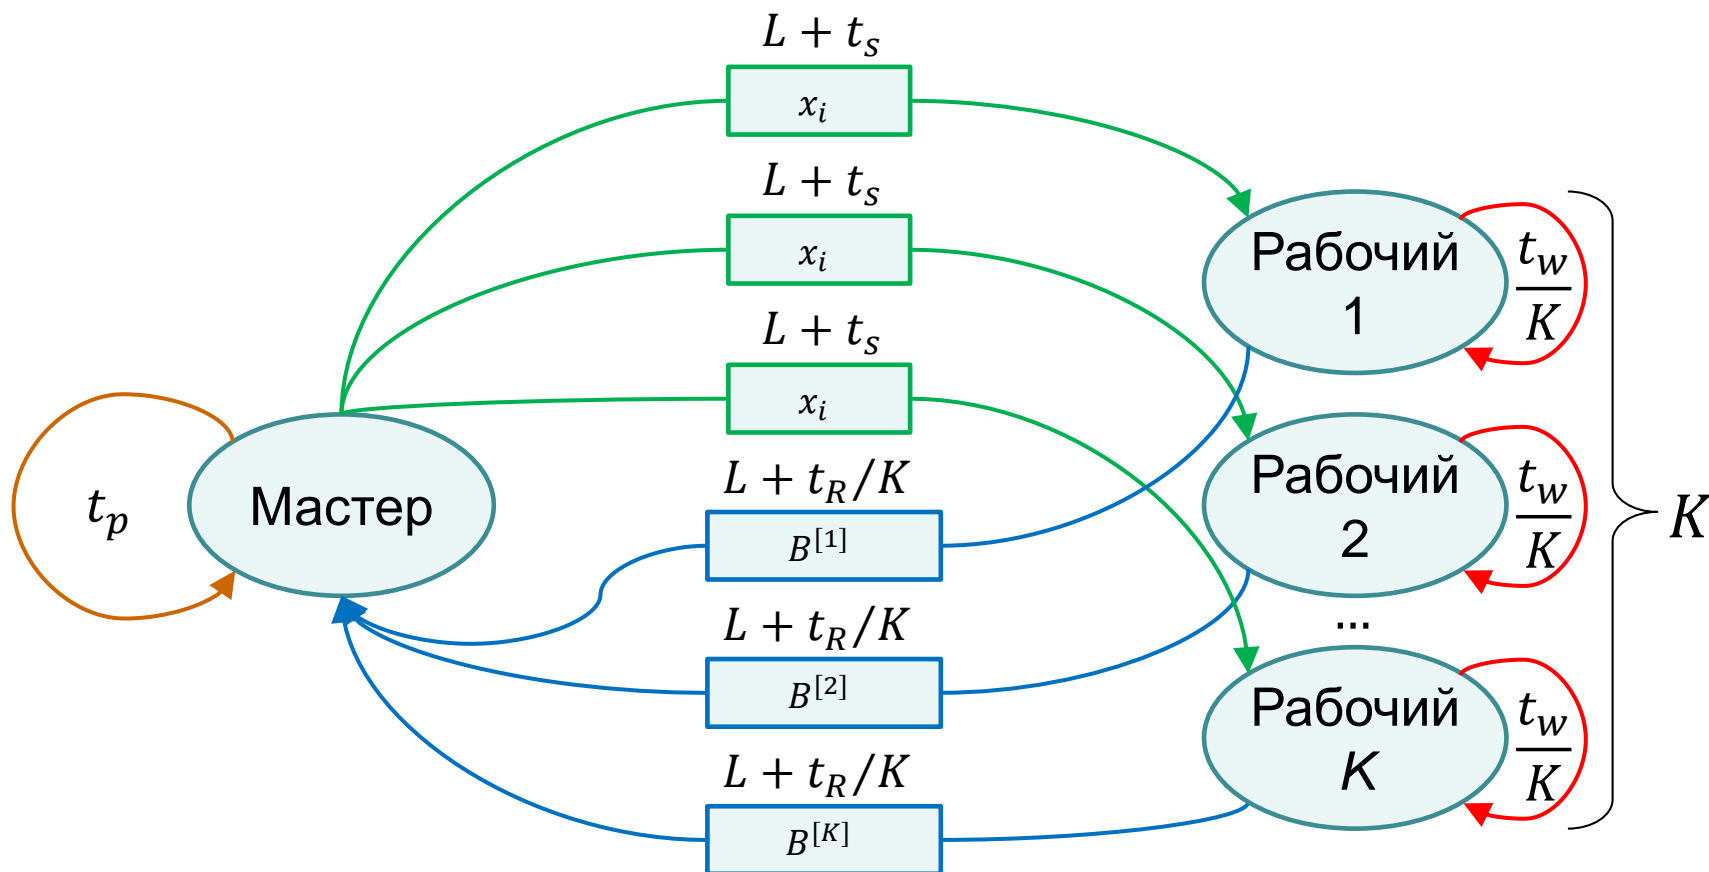 L + t_s
x_i
L + t_s
x_i
L + t_s
x_i
L + t_R/K
B^{[1]}
L + t_R/K
B^{[2]}
L + t_R/K
B^{[K]}
t_p
Мастер
Рабочий
1
t_w
K
Рабочий
2
t_w
K
...
Рабочий
K
t_w
K
K